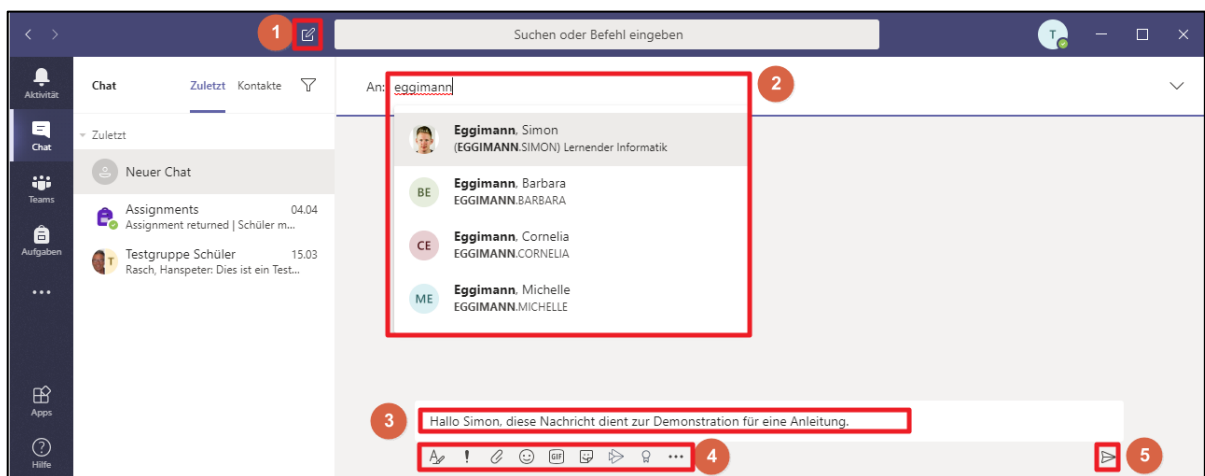 1
Suchen oder Befehl eingeben
T
Aktivität
Chat
Teams
Aufgaben
Apps
Hilfe
Chat
Zuletzt
Kontakte
Zuletzt
Neuer Chat
Assignments 04.04
Assignment returned | Schüler m...
T
Testgruppe Schüler 15.03
Rasch, Hanspeter: Dies ist ein Test...
An: eggimann
2
Eggimann, Simon
(EGGIMANN.SIMON) Lernender Informatik
BE
Eggimann, Barbara
EGGIMANN.BARBARA
CE
Eggimann, Cornelia
EGGIMANN.CORNELIA
ME
Eggimann, Michelle
EGGIMANN.MICHELLE
3
Hallo Simon, diese Nachricht dient zur Demonstration für eine Anleitung.
GIF
4
5